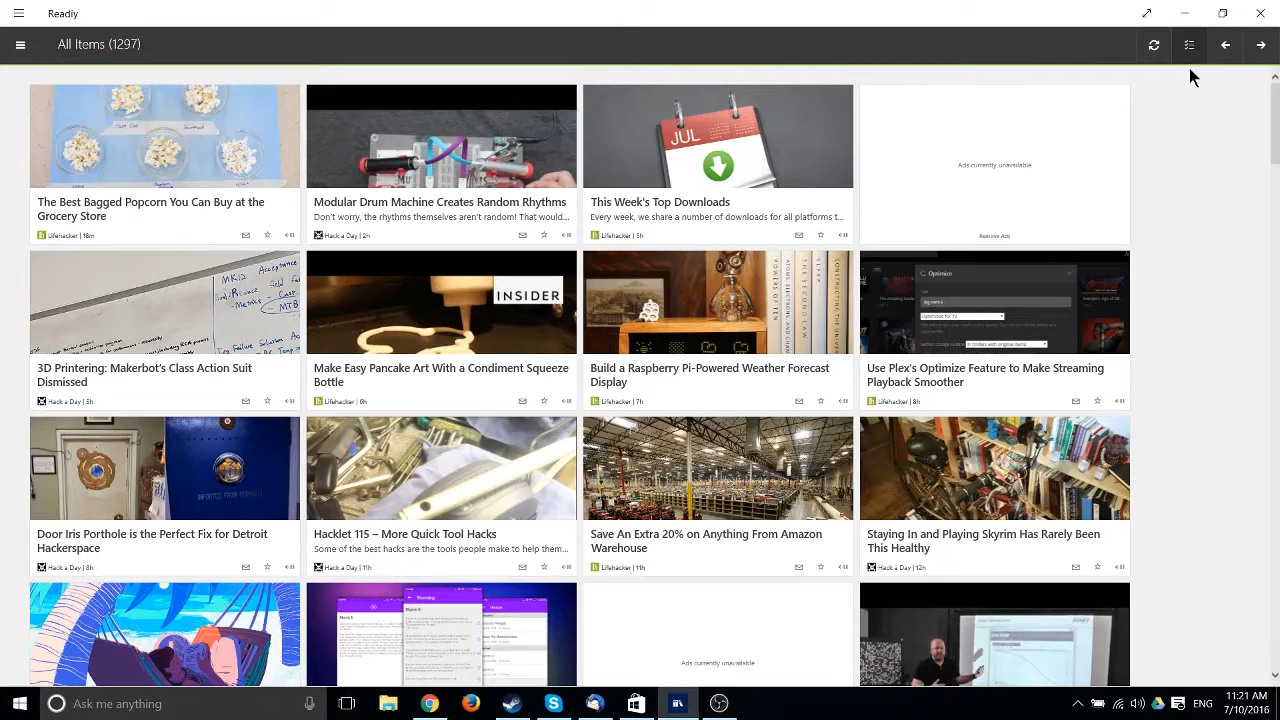 Readiy
All Items (1297)
The Best Bagged Popcorn You Can Buy at the
Grocery Store
Lifehacker | 18m
Modular Drum Machine Creates Random Rhythms
Don't worry, the rhythms themselves aren't random! That would...
Hack a Day | 2h
JUL
This Week's Top Downloads
Every week, we share a number of downloads for all platforms t...
Lifehacker | 5h
Ads currently unavailable
Remove Ads
Acceptance
3D Printering: Makerbot's Class Action Suit
Dismissed
Hack a Day | 5h
INSIDER
Make Easy Pancake Art With a Condiment Squeeze
Bottle
Lifehacker | 6h
Build a Raspberry Pi-Powered Weather Forecast
Display
Lifehacker | 7h
Optimize
Optimized for TV
Use Plex's Optimize Feature to Make Streaming
Playback Smoother
Lifehacker | 8h
Door Iris Porthole is the Perfect Fix for Detroit
Hackerspace
Hack a Day | 8h
Hacklet 115 – More Quick Tool Hacks
Some of the best hacks are the tools people make to help them...
Hack a Day | 11h
Save An Extra 20% on Anything From Amazon
Warehouse
Lifehacker | 11h
Staying In and Playing Skyrim Has Rarely Been
This Healthy
Hack a Day | 12h
Ads currently unavailable
Ask me anything
ENG
11:21 AM
7/10/2016